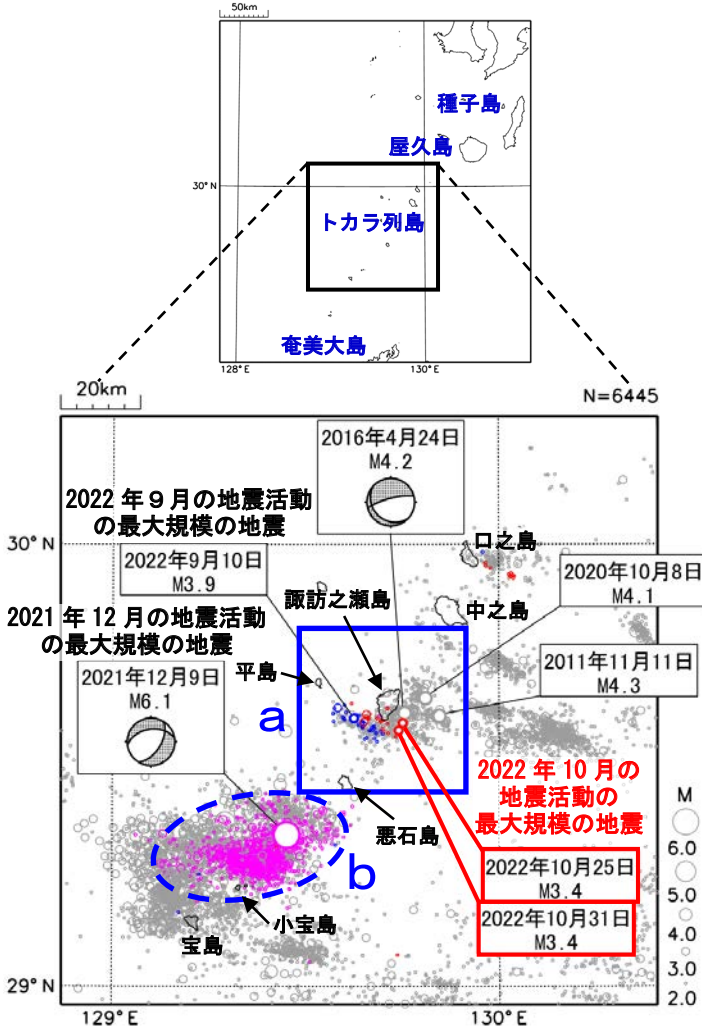 50km
種子島
屋久島
30°N
トカラ列島
奄美大島
128°E
130°E
20km
N=6445
2016年4月24日
M4.2
2022年9月の地震活動
の最大規模の地震
30°N
口之島
2022年9月10日
M3.9
2020年10月8日
M4.1
諏訪之瀬島
中之島
2021年12月の地震活動
の最大規模の地震
平島
2011年11月11日
M4.3
2021年12月9日
M6.1
a
2022年10月の
地震活動の
最大規模の地震
悪石島
M
6.0
5.0
4.0
3.0
2.0
b
2022年10月25日
M3.4
2022年10月31日
M3.4
小宝島
宝島
29°N
129°E
130°E